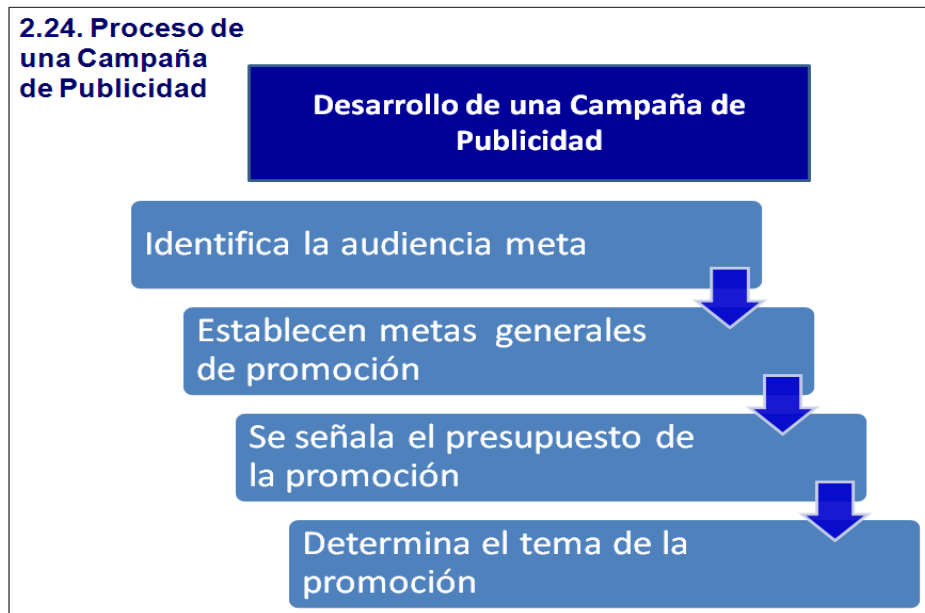 2.24. Proceso de
una Campaña
de Publicidad
Desarrollo de una Campaña de
Publicidad
Identifica la audiencia meta
Establecen metas generales
de promoción
Se señala el presupuesto de
la promoción
Determina el tema de la
promoción